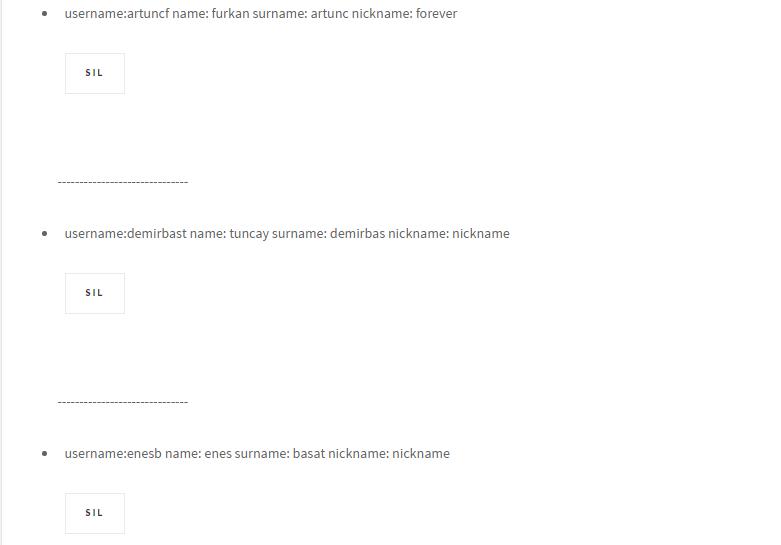 username:artuncf name: furkan surname: artunc nickname: forever
SIL
------------------------------
username:demirbast name: tuncay surname: demirbas nickname: nickname
SIL
------------------------------
username:enesb name: enes surname: basat nickname: nickname
SIL